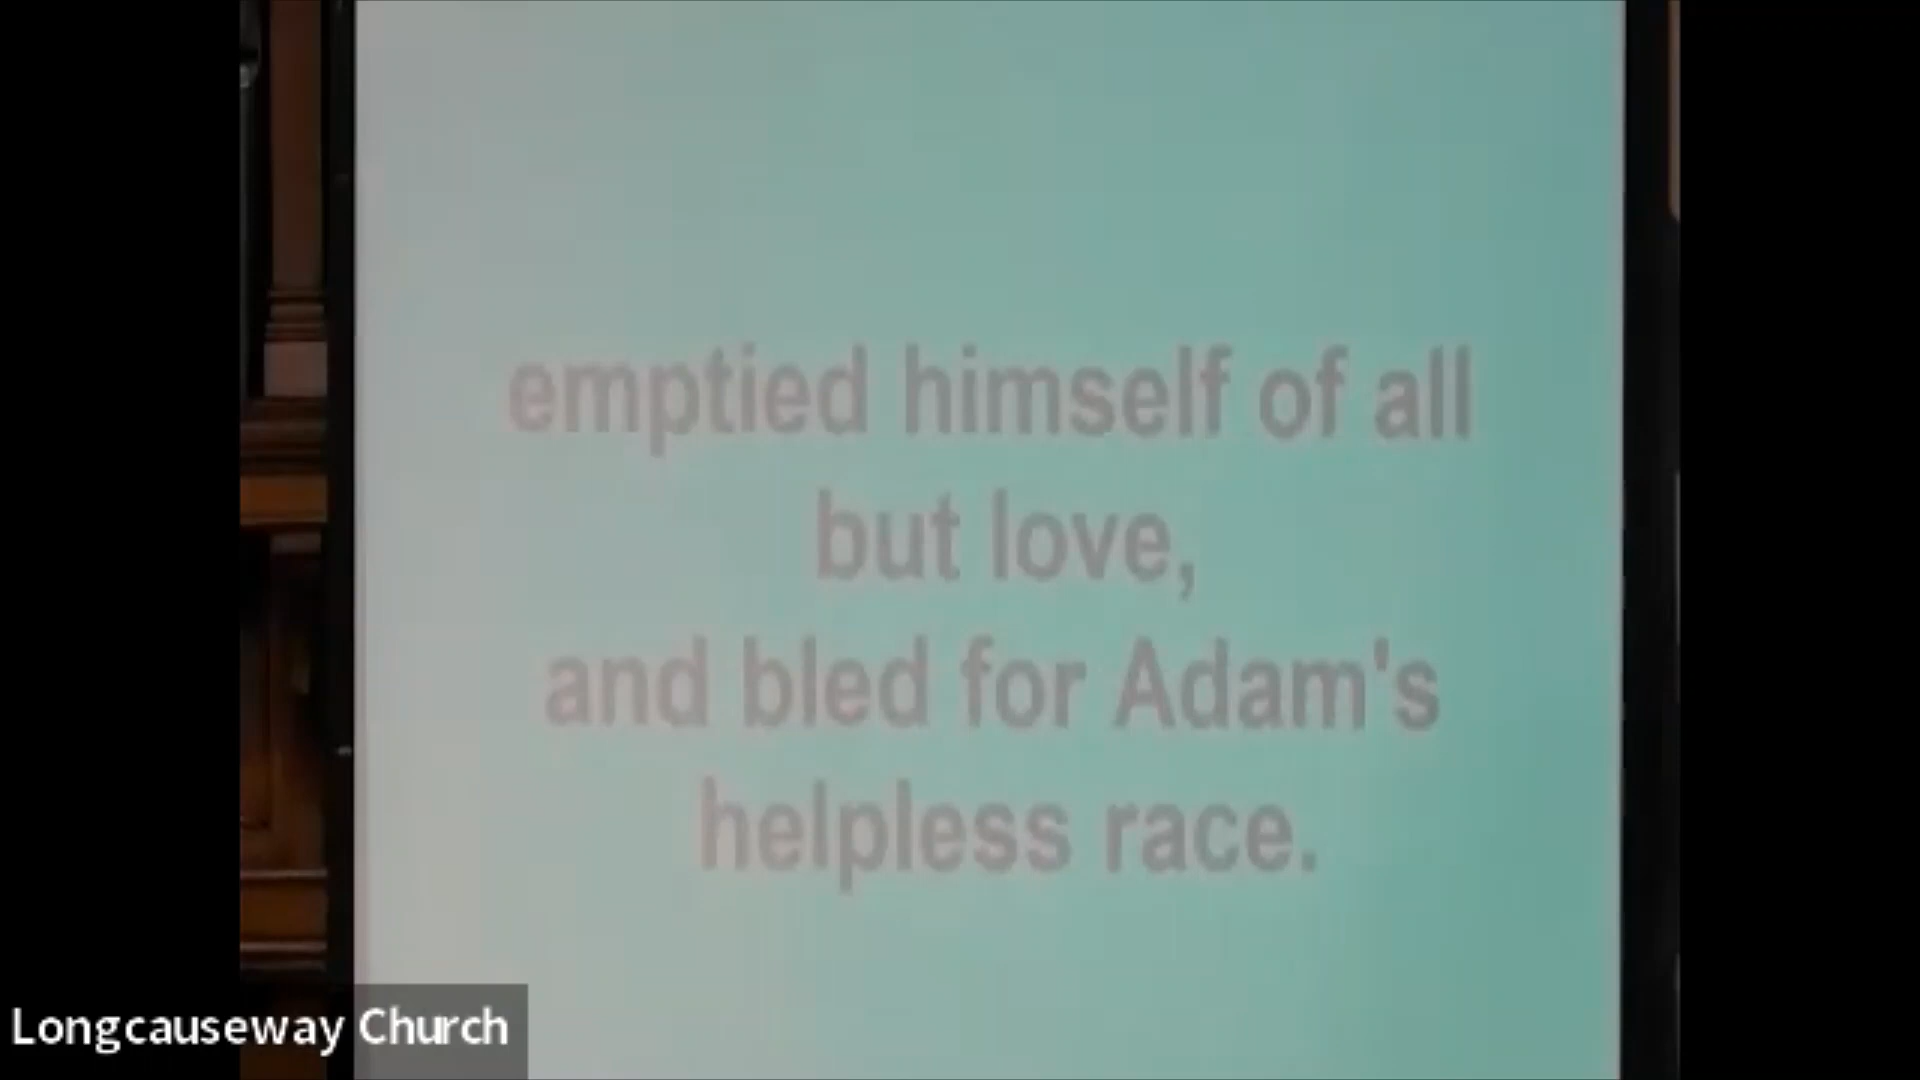 emptied himself of all
but love,
and bled for Adam's
helpless race.
Longcauseway Church